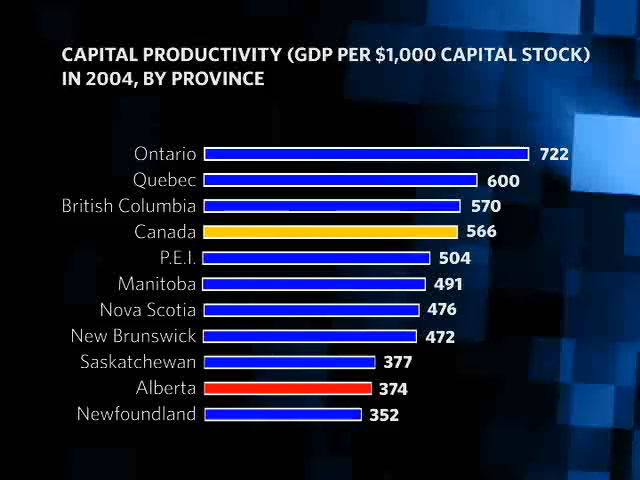 CAPITAL PRODUCTIVITY (GDP PER $1,000 CAPITAL STOCK)
IN 2004, BY PROVINCE
Ontario 722
Quebec 600
British Columbia 570
Canada 566
P.E.I. 504
Manitoba 491
Nova Scotia 476
New Brunswick 472
Saskatchewan 377
Alberta 374
Newfoundland 352